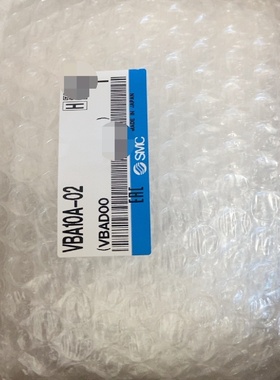 VBA10A-02
(VBAD00
)
H
MADE IN JAPAN
SMC
EAC